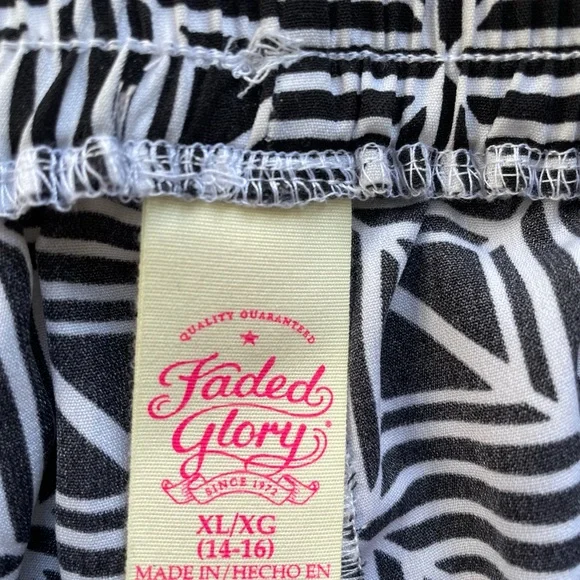 QUALITY GUARANTEED
Faded
Glory®
SINCE 1972
XL/XG
(14-16)
MADE IN/HECHO EN